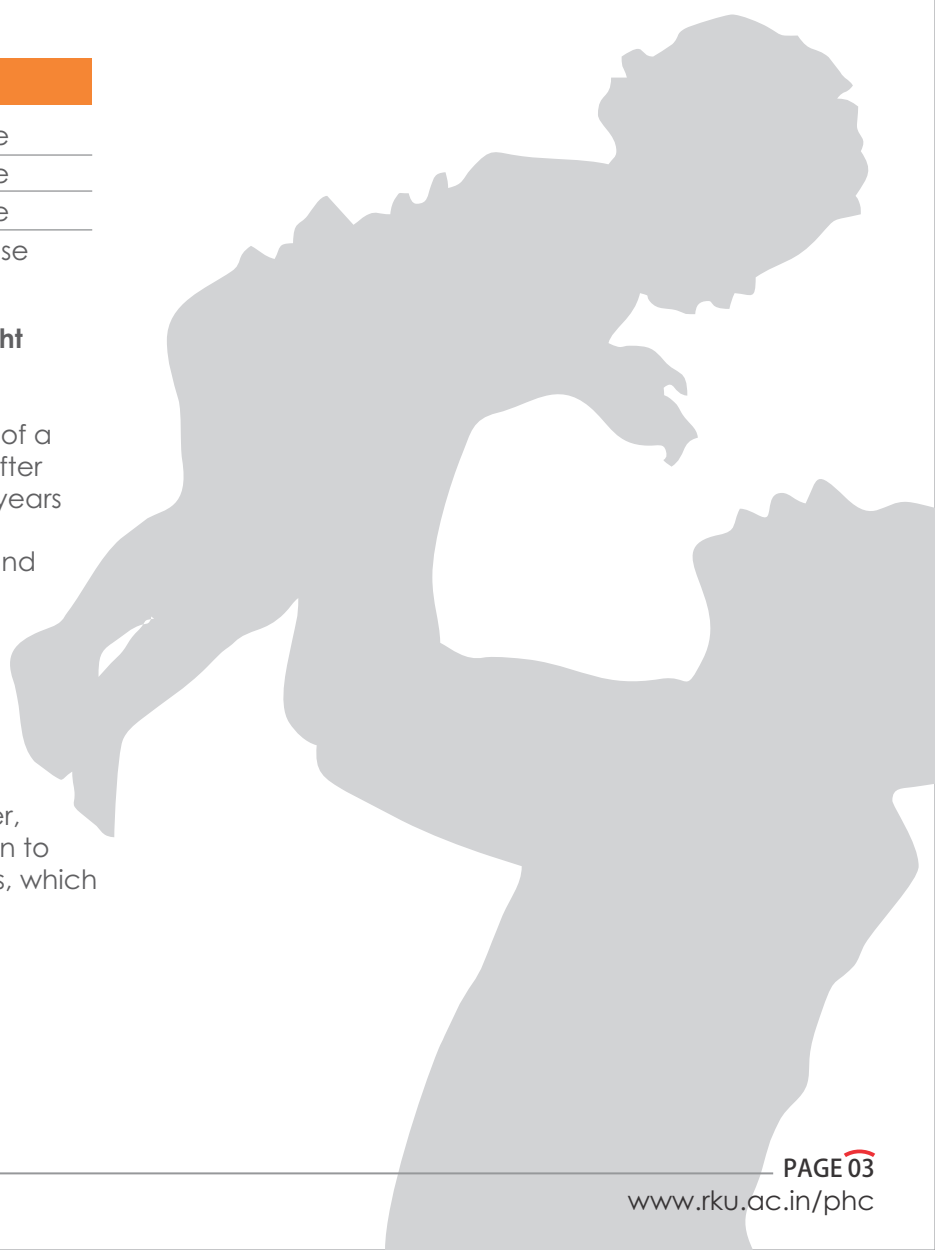 e
e
e
se
ht
of a
fter
years
nd
er,
n to
s, which
PAGE 03
www.rku.ac.in/phc